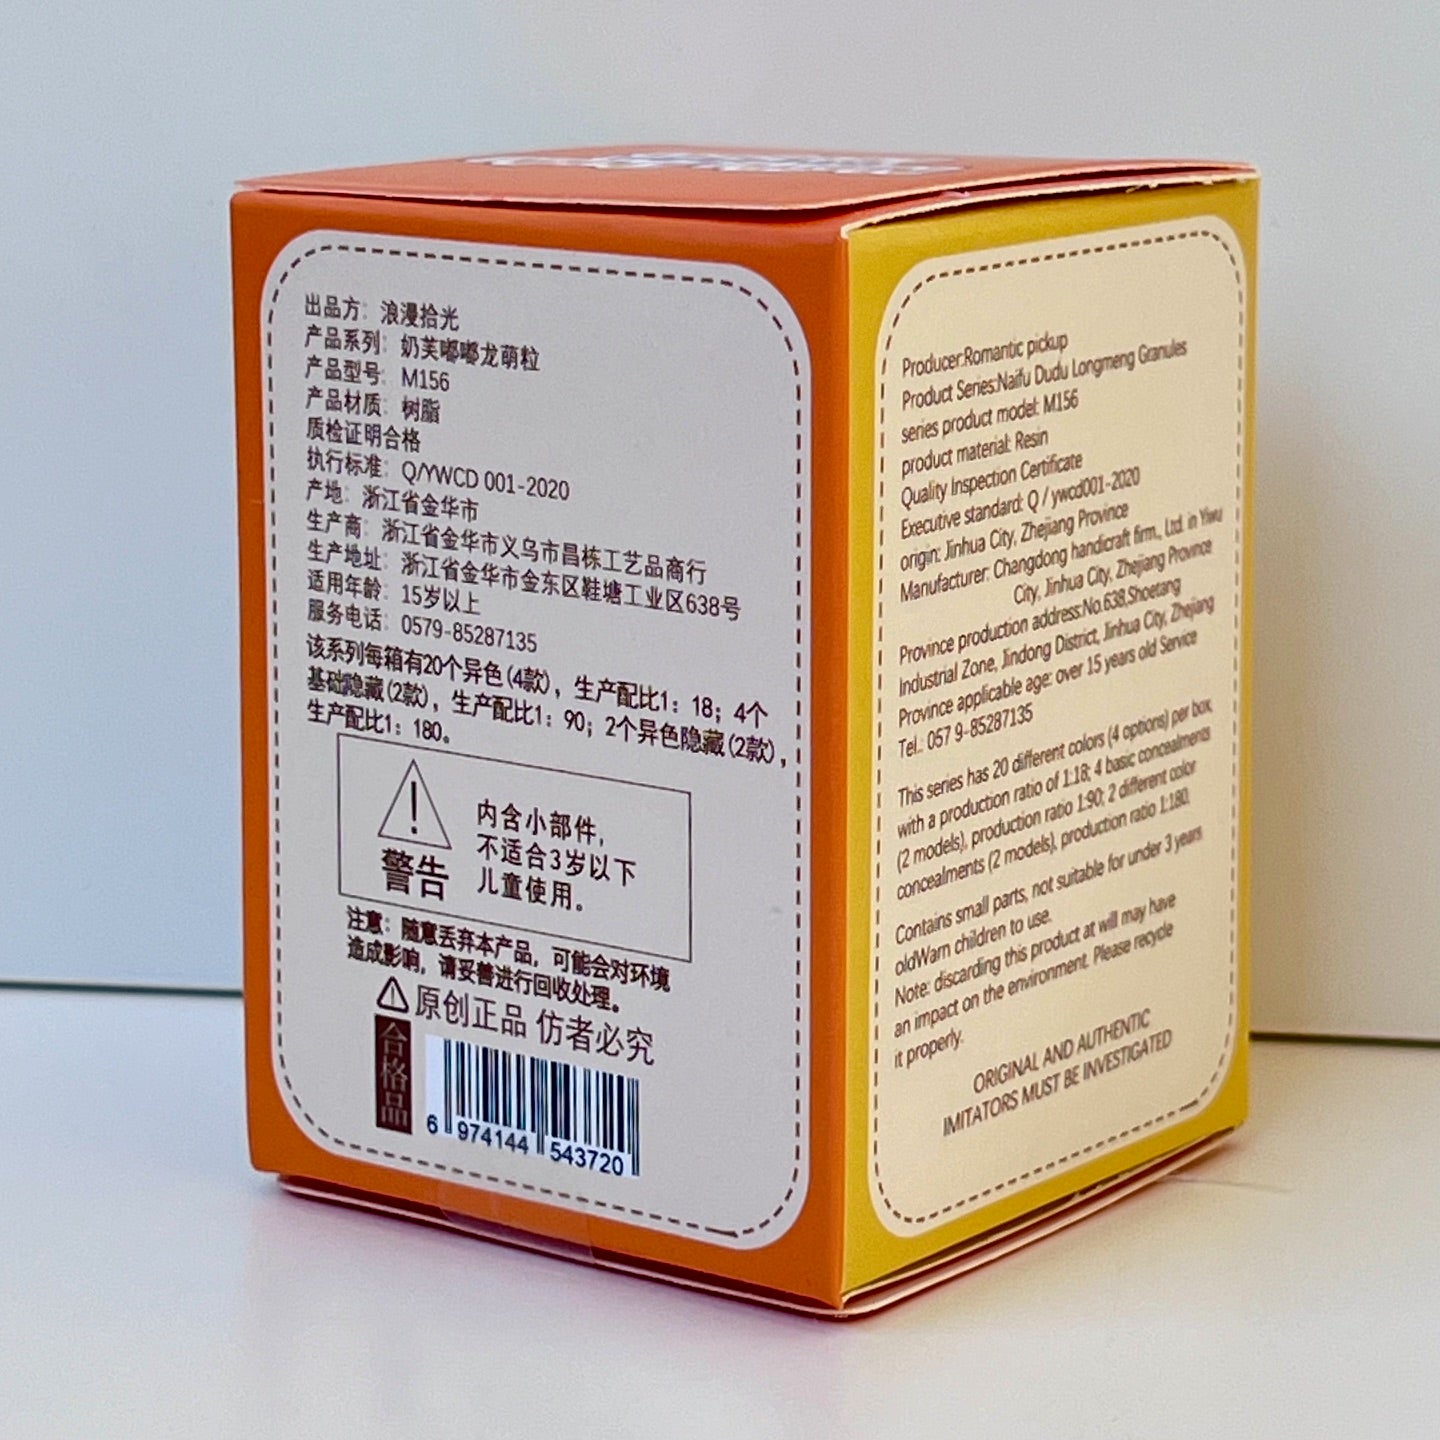 出品方：浪漫拾光
产品系列：奶芙嘟嘟龙萌粒
产品型号：M156
产品材质：树脂
质检证明合格
执行标准：Q/YWCD 001-2020
产地：浙江省金华市
生产商：浙江省金华市义乌市昌栋工艺品商行
生产地址：浙江省金华市金东区鞋塘工业区638号
适用年龄：15岁以上
服务电话：0579-85287135
该系列每箱有20个异色(4款)，生产配比1：18；4个
基础隐藏(2款)，生产配比1：90；2个异色隐藏(2款)，
生产配比1：180。
警告
内含小部件，
不适合3岁以下
儿童使用。
注意：随意丢弃本产品，可能会对环境
造成影响，请妥善进行回收处理。
原创正品 仿者必究
合格品
6 974144 543720
Producer:Romantic pickup
Product Series:Naifu Dudu Longmeng Granules
series product model: M156
product material: Resin
Quality Inspection Certificate
Executive standard: Q / ywcd001-2020
origin: Jinhua City, Zhejiang Province
Manufacturer: Changdong handicraft firm., Ltd. in Yiwu
City, Jinhua City, Zhejiang Province
Province production address:No.638,Shoetang
Industrial Zone, Jindong District, Jinhua City, Zhejiang
Province applicable age: over 15 years old Service
Tel.: 057 9-85287135
This series has 20 different colors (4 options) per box,
with a production ratio of 1:18; 4 basic concealments
(2 models), production ratio 1:90; 2 different color
concealments (2 models), production ratio 1:180.
Contains small parts, not suitable for under 3 years
oldWarn children to use.
Note: discarding this product at will may have
an impact on the environment. Please recycle
it properly.
ORIGINAL AND AUTHENTIC
IMITATORS MUST BE INVESTIGATED